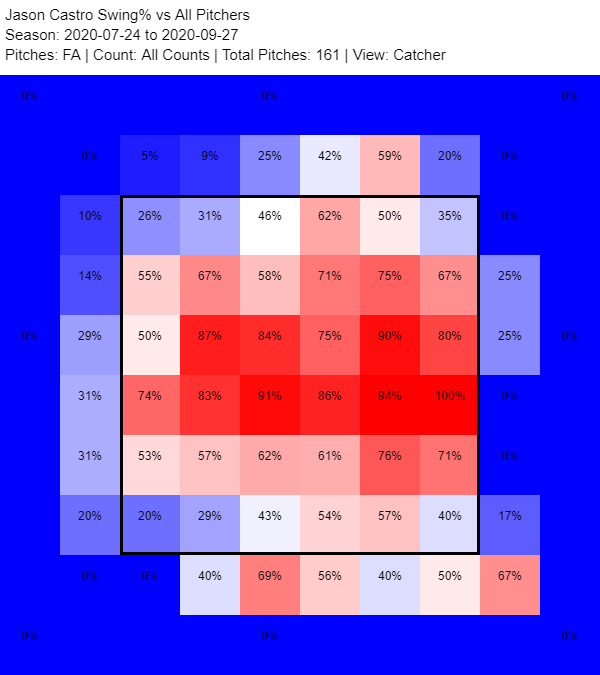 Jason Castro Swing% vs All Pitchers
Season: 2020-07-24 to 2020-09-27
Pitches: FA | Count: All Counts | Total Pitches: 161 | View: Catcher
0% 0% 0%
0% 5% 9% 25% 42% 59% 20% 0%
10% 26% 31% 46% 62% 50% 35% 0%
14% 55% 67% 58% 71% 75% 67% 25%
0% 29% 50% 87% 84% 75% 90% 80% 25% 0%
31% 74% 83% 91% 86% 94% 100% 0%
31% 53% 57% 62% 61% 76% 71% 0%
20% 20% 29% 43% 54% 57% 40% 17%
0% 0% 40% 69% 56% 40% 50% 67%
0% 0% 0%